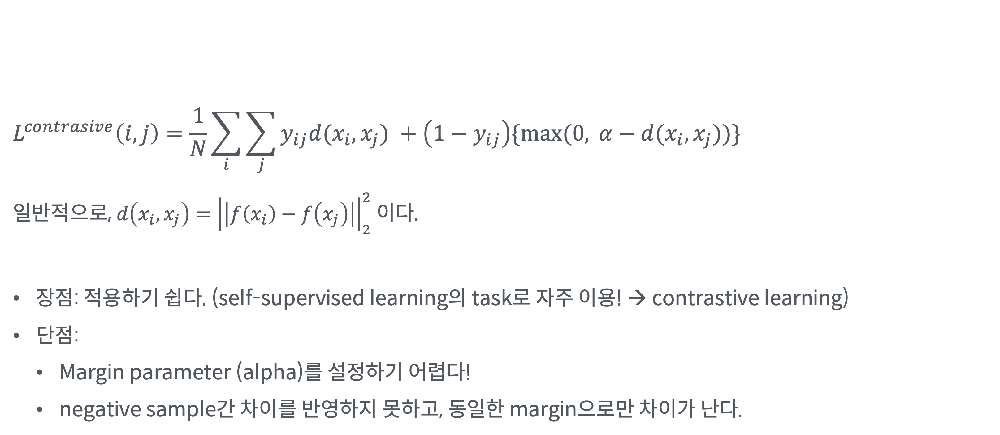 L^{contrasive}(i, j) = \frac{1}{N} \sum_{i} \sum_{j} y_{ij} d(x_i, x_j) + (1 - y_{ij}) \{\max(0, \alpha - d(x_i, x_j))\}
일반적으로, d(x_i, x_j) = ||f(x_i) - f(x_j)||_2^2 이다.
• 장점: 적용하기 쉽다. (self-supervised learning의 task로 자주 이용! → contrastive learning)
• 단점:
• Margin parameter (alpha)를 설정하기 어렵다!
• negative sample간 차이를 반영하지 못하고, 동일한 margin으로만 차이가 난다.